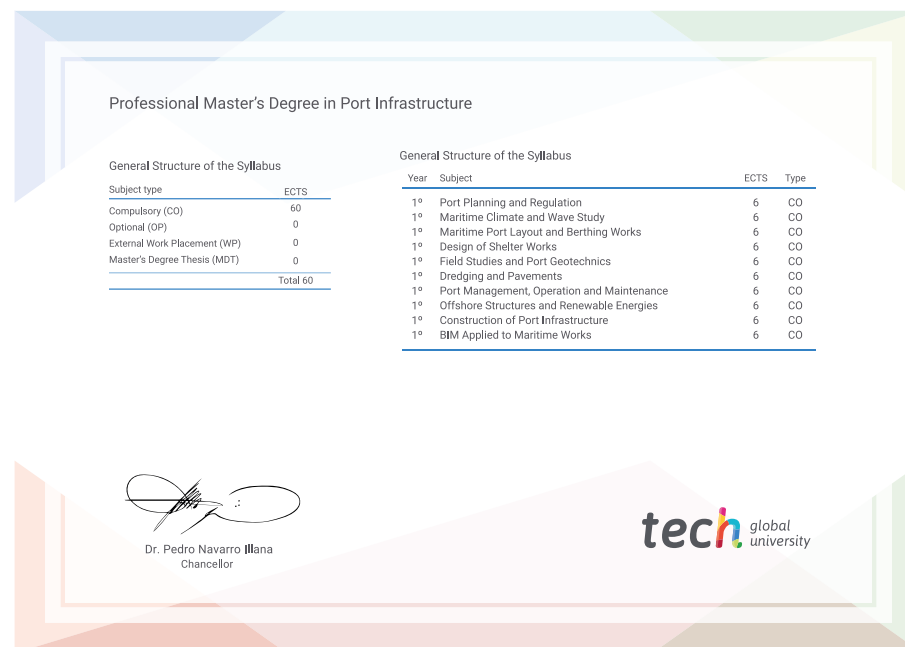 Professional Master's Degree in Port Infrastructure
General Structure of the Syllabus
Subject type ECTS
Compulsory (CO) 60
Optional (OP) 0
External Work Placement (WP) 0
Master's Degree Thesis (MDT) 0
Total 60
General Structure of the Syllabus
Year Subject ECTS Type
1º Port Planning and Regulation 6 CO
1º Maritime Climate and Wave Study 6 CO
1º Maritime Port Layout and Berthing Works 6 CO
1º Design of Shelter Works 6 CO
1º Field Studies and Port Geotechnics 6 CO
1º Dredging and Pavements 6 CO
1º Port Management, Operation and Maintenance 6 CO
1º Offshore Structures and Renewable Energies 6 CO
1º Construction of Port Infrastructure 6 CO
1º BIM Applied to Maritime Works 6 CO
Dr. Pedro Navarro Illana
Chancellor
tech global
university